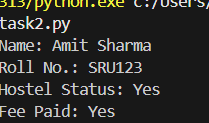 313/python.exe c:/Users/
task2.py
Name: Amit Sharma
Roll No.: SRU123
Hostel Status: Yes
Fee Paid: Yes